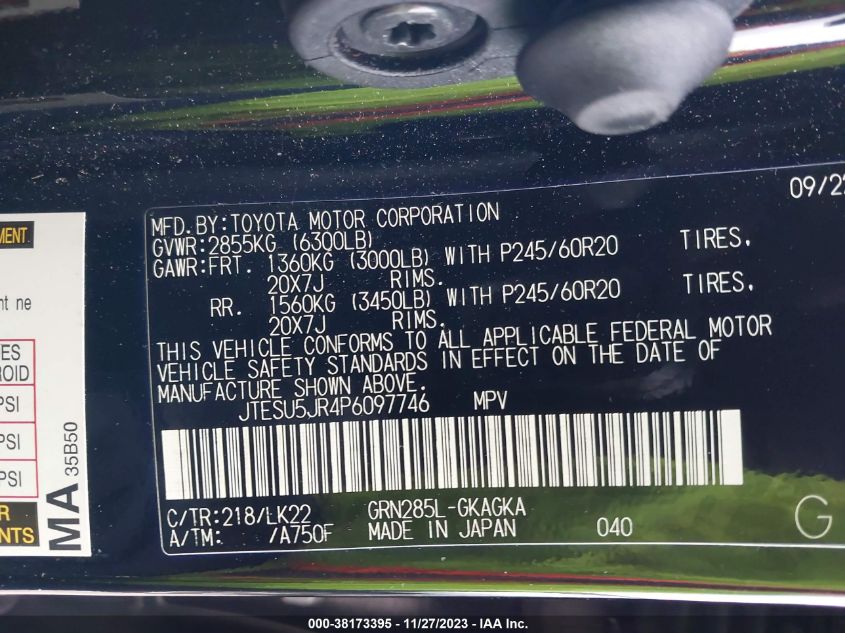 09/22
MFD.BY:TOYOTA MOTOR CORPORATION
GVWR:2855KG (6300LB)
GAWR:FRT. 1360KG (3000LB) WITH P245/60R20 TIRES.
20X7J RIMS.
RR. 1560KG (3450LB) WITH P245/60R20 TIRES.
20X7J RIMS.
THIS VEHICLE CONFORMS TO ALL APPLICABLE FEDERAL MOTOR
VEHICLE SAFETY STANDARDS IN EFFECT ON THE DATE OF
MANUFACTURE SHOWN ABOVE.
JTESU5JR4P6097746 MPV
C/TR:218/LK22 GRN285L-GKAGKA
A/TM: /A750F MADE IN JAPAN 040 G
MENT
nt ne
ES
ROID
PSI
PSI
PSI
MA 35B50
R
ENTS
000-38173395 - 11/27/2023 - IAA Inc.